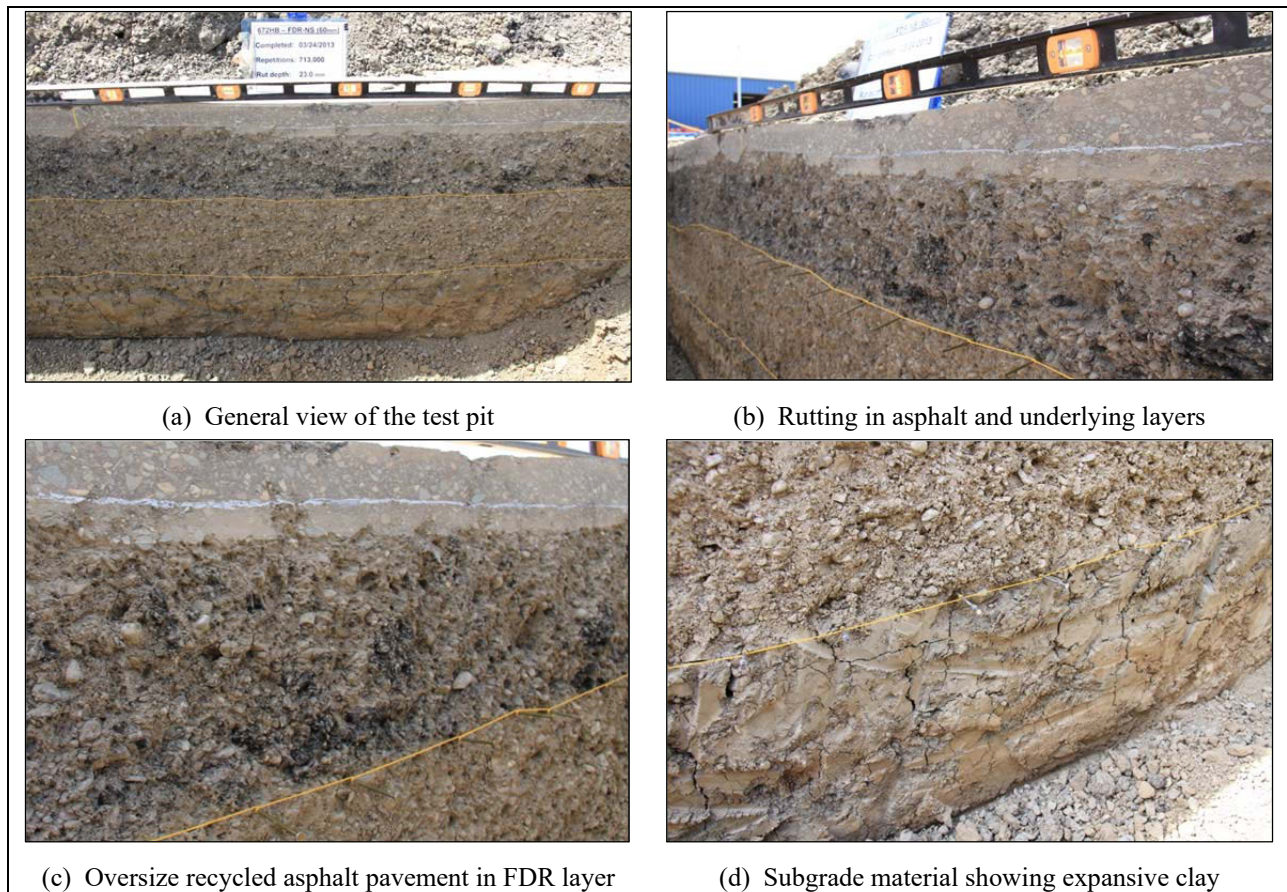 672HB – FDR-NS (60mm)
Completed: 03/24/2013
Repetitions: 713,000
Rut depth: 23.0 mm
(a) General view of the test pit
(b) Rutting in asphalt and underlying layers
(c) Oversize recycled asphalt pavement in FDR layer
(d) Subgrade material showing expansive clay